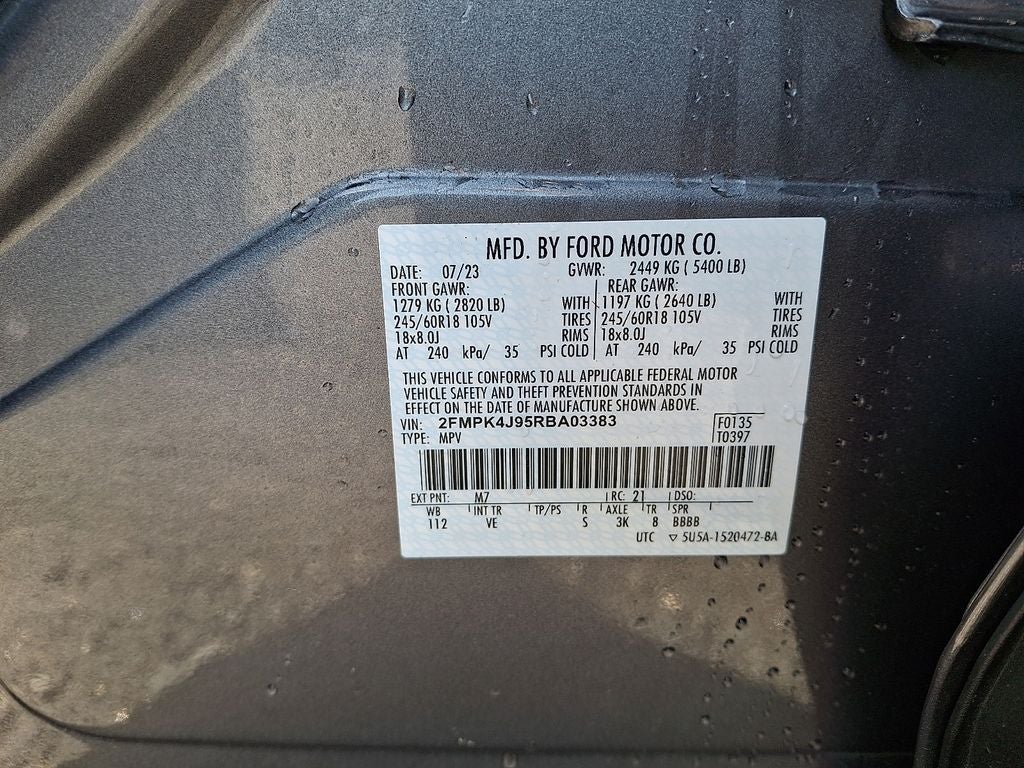 MFD. BY FORD MOTOR CO.
DATE: 07/23 GVWR: 2449 KG ( 5400 LB)
FRONT GAWR: REAR GAWR:
1279 KG ( 2820 LB) WITH 1197 KG ( 2640 LB) WITH
245/60R18 105V TIRES 245/60R18 105V TIRES
18x8.0J RIMS 18x8.0J RIMS
AT 240 kPa/ 35 PSI COLD AT 240 kPa/ 35 PSI COLD
THIS VEHICLE CONFORMS TO ALL APPLICABLE FEDERAL MOTOR
VEHICLE SAFETY AND THEFT PREVENTION STANDARDS IN
EFFECT ON THE DATE OF MANUFACTURE SHOWN ABOVE.
VIN: 2FMPK4J95RBA03383 F0135
TYPE: MPV T0397
EXT PNT: M7 RC: 21 DSO:
WB INT TR TP/PS R AXLE TR SPR
112 VE S 3K 8 BBBB
UTC ▽ 5U5A-1520472-BA